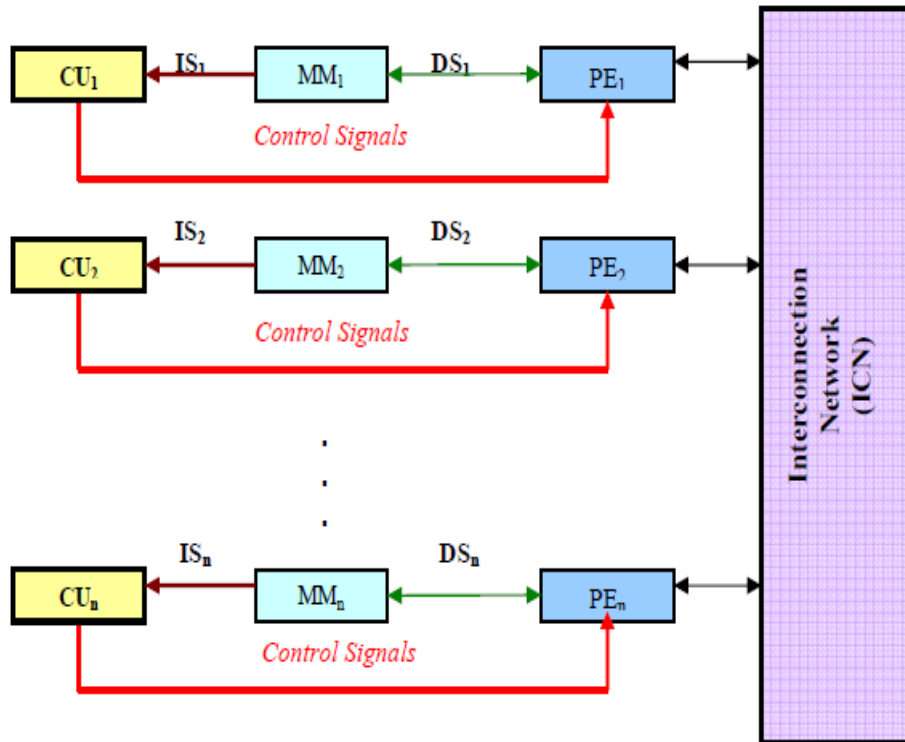 CU₁ IS₁ MM₁ DS₁ PE₁
Control Signals
CU₂ IS₂ MM₂ DS₂ PE₂
Control Signals
.
.
.
CUₙ ISₙ MMₙ DSₙ PEₙ
Control Signals
Interconnection
Network
(ICN)